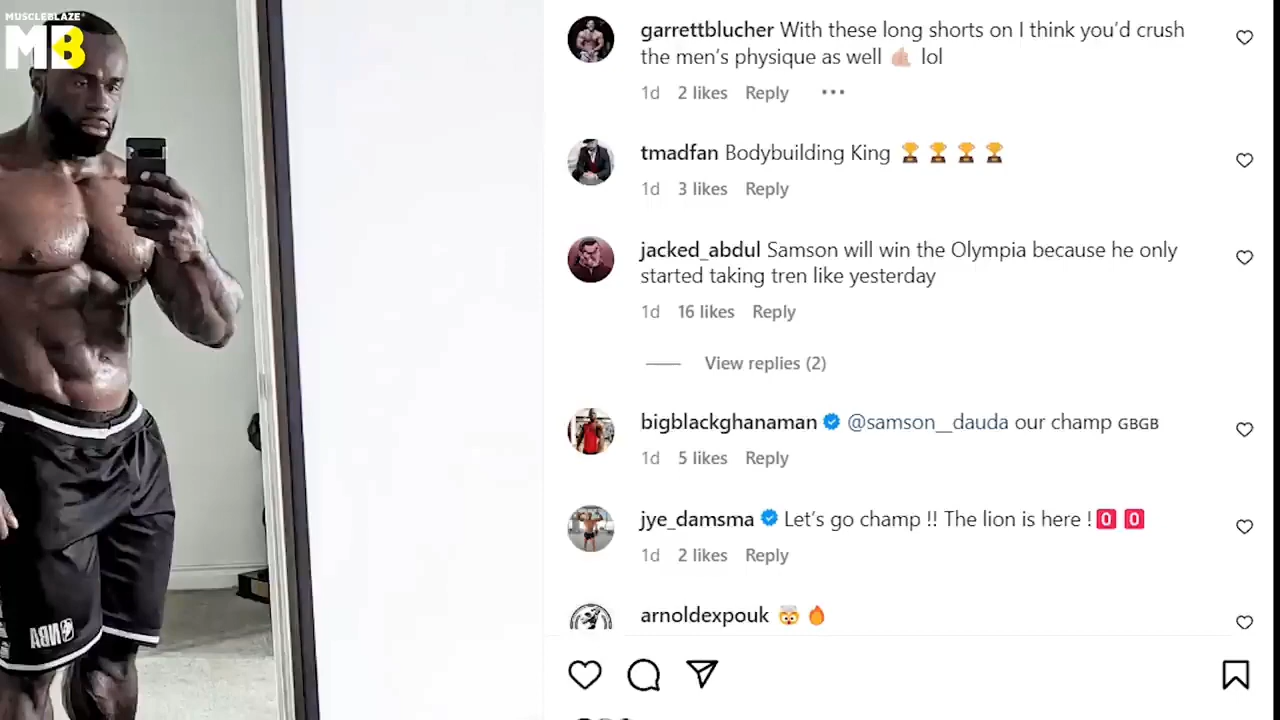 MUSCLEBLAZE
MB
garrettblucher With these long shorts on I think you'd crush
the men's physique as well 🤙🏻 lol
1d 2 likes Reply •••
tmadfan Bodybuilding King 🏆🏆🏆🏆
1d 3 likes Reply
jacked_abdul Samson will win the Olympia because he only
started taking tren like yesterday
1d 16 likes Reply
View replies (2)
bigblackghanaman @samson__dauda our champ GBGB
1d 5 likes Reply
jye_damsma Let's go champ !! The lion is here ! 0 0
1d 2 likes Reply
arnoldexpouk 🤯🔥
NBA